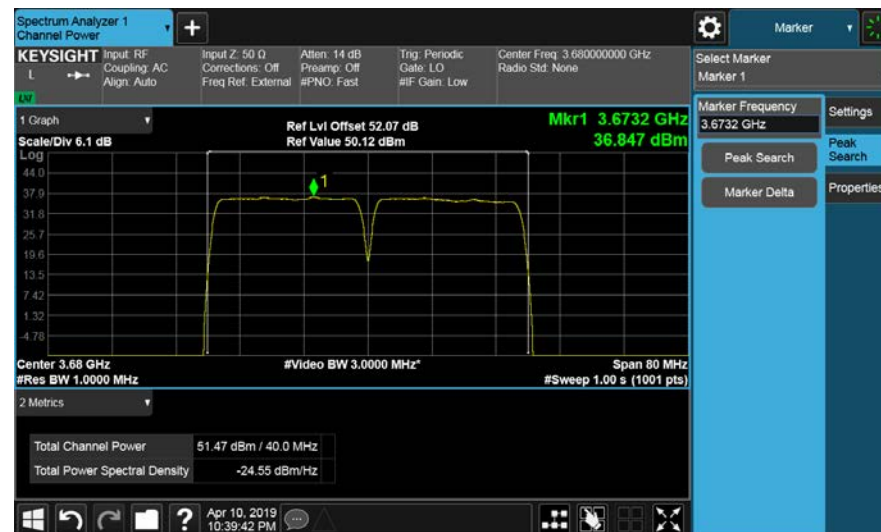 Spectrum Analyzer 1
Channel Power
+
Marker
KEYSIGHT
L
LXI
Input: RF
Coupling: AC
Align: Auto
Input Z: 50 Ω
Corrections: Off
Freq Ref: External
Atten: 14 dB
Preamp: Off
#PNO: Fast
Trig: Periodic
Gate: LO
#IF Gain: Low
Center Freq: 3.680000000 GHz
Radio Std: None
Select Marker
Marker 1
Marker Frequency
3.6732 GHz
Peak Search
Marker Delta
Settings
Peak
Search
Properties
1 Graph
Scale/Div 6.1 dB
Log
Ref Lvl Offset 52.07 dB
Ref Value 50.12 dBm
Mkr1 3.6732 GHz
36.847 dBm
1
44.0
37.9
31.8
25.7
19.6
13.5
7.42
1.32
-4.78
Center 3.68 GHz
#Res BW 1.0000 MHz
#Video BW 3.0000 MHz*
Span 80 MHz
#Sweep 1.00 s (1001 pts)
2 Metrics
Total Channel Power 51.47 dBm / 40.0 MHz
Total Power Spectral Density -24.55 dBm/Hz
?
Apr 10, 2019
10:39:42 PM